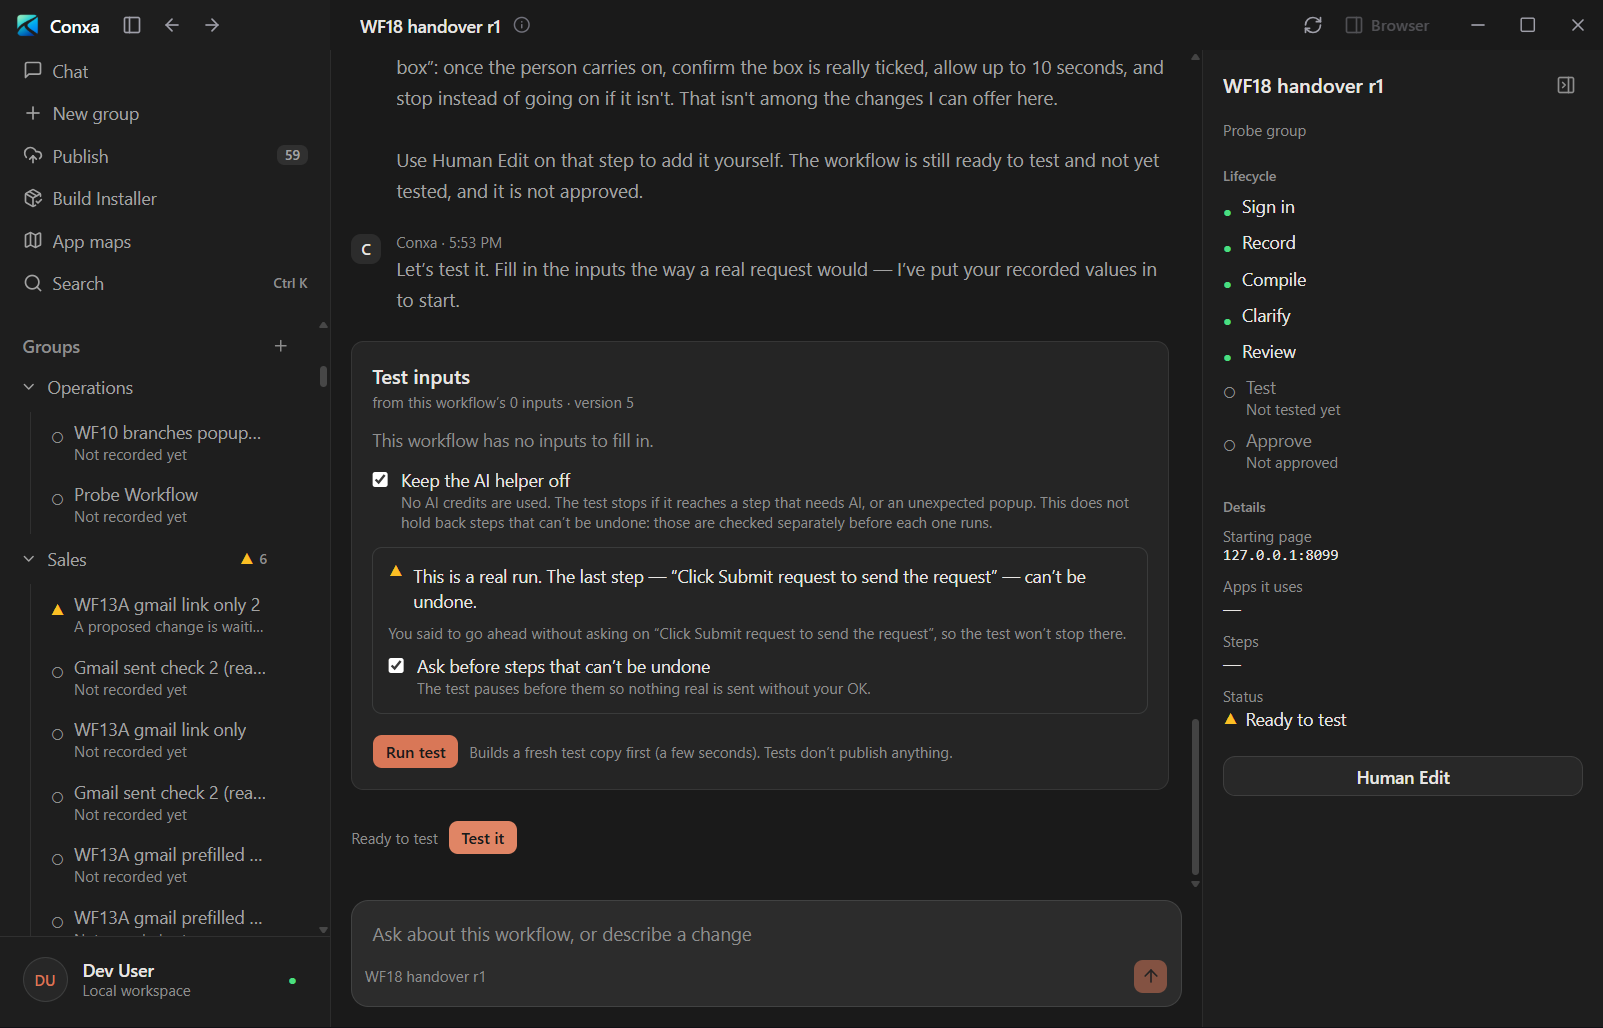 Conxa
WF18 handover r1
Browser
Chat
New group
Publish 59
Build Installer
App maps
Search Ctrl K
Groups
Operations
WF10 branches popup...
Not recorded yet
Probe Workflow
Not recorded yet
Sales 6
WF13A gmail link only 2
A proposed change is waiti...
Gmail sent check 2 (rea...
Not recorded yet
WF13A gmail link only
Not recorded yet
Gmail sent check 2 (rea...
Not recorded yet
WF13A gmail prefilled ...
Not recorded yet
WF13A gmail prefilled ...
DU
Dev User
Local workspace
box”: once the person carries on, confirm the box is really ticked, allow up to 10 seconds, and
stop instead of going on if it isn't. That isn't among the changes I can offer here.
Use Human Edit on that step to add it yourself. The workflow is still ready to test and not yet
tested, and it is not approved.
C
Conxa · 5:53 PM
Let’s test it. Fill in the inputs the way a real request would — I’ve put your recorded values in
to start.
Test inputs
from this workflow’s 0 inputs · version 5
This workflow has no inputs to fill in.
Keep the AI helper off
No AI credits are used. The test stops if it reaches a step that needs AI, or an unexpected popup. This does not
hold back steps that can’t be undone: those are checked separately before each one runs.
This is a real run. The last step — “Click Submit request to send the request” — can’t be
undone.
You said to go ahead without asking on “Click Submit request to send the request”, so the test won’t stop there.
Ask before steps that can’t be undone
The test pauses before them so nothing real is sent without your OK.
Run test
Builds a fresh test copy first (a few seconds). Tests don’t publish anything.
Ready to test
Test it
Ask about this workflow, or describe a change
WF18 handover r1
WF18 handover r1
Probe group
Lifecycle
Sign in
Record
Compile
Clarify
Review
Test
Not tested yet
Approve
Not approved
Details
Starting page
127.0.0.1:8099
Apps it uses
—
Steps
—
Status
Ready to test
Human Edit